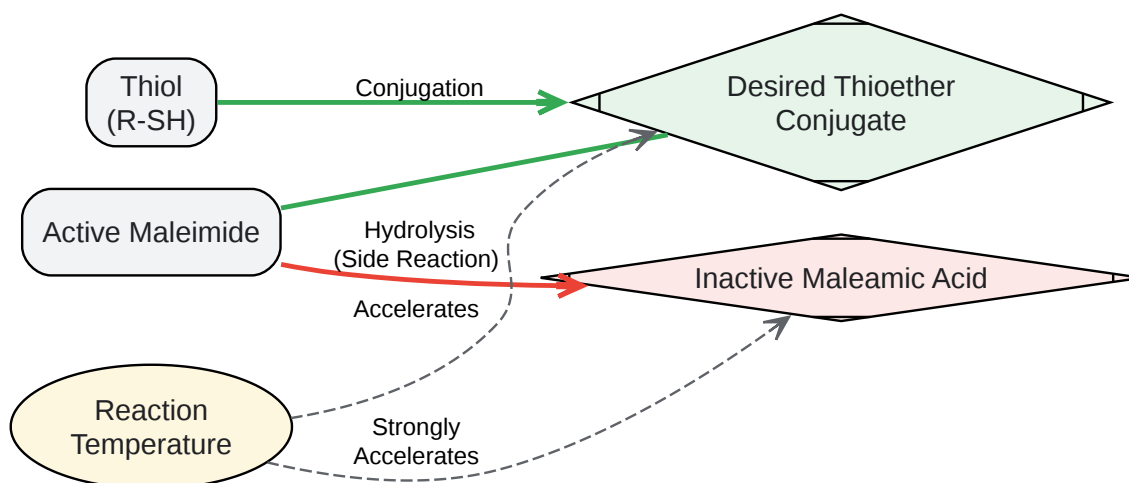 Thiol
(R-SH)
Conjugation
Desired Thioether
Conjugate
Active Maleimide
Hydrolysis
(Side Reaction)
Inactive Maleamic Acid
Accelerates
Reaction
Temperature
Strongly
Accelerates